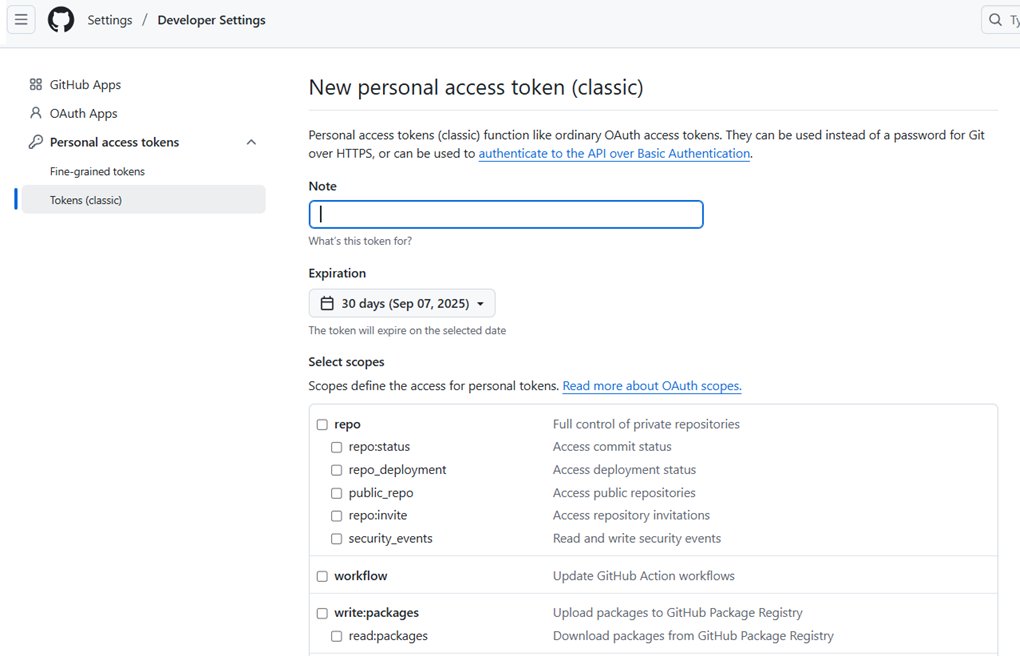 Settings / Developer Settings
GitHub Apps
OAuth Apps
Personal access tokens
Fine-grained tokens
Tokens (classic)
New personal access token (classic)
Personal access tokens (classic) function like ordinary OAuth access tokens. They can be used instead of a password for Git
over HTTPS, or can be used to authenticate to the API over Basic Authentication.
Note
What's this token for?
Expiration
30 days (Sep 07, 2025)
The token will expire on the selected date
Select scopes
Scopes define the access for personal tokens. Read more about OAuth scopes.
repo Full control of private repositories
repo:status Access commit status
repo_deployment Access deployment status
public_repo Access public repositories
repo:invite Access repository invitations
security_events Read and write security events
workflow Update GitHub Action workflows
write:packages Upload packages to GitHub Package Registry
read:packages Download packages from GitHub Package Registry